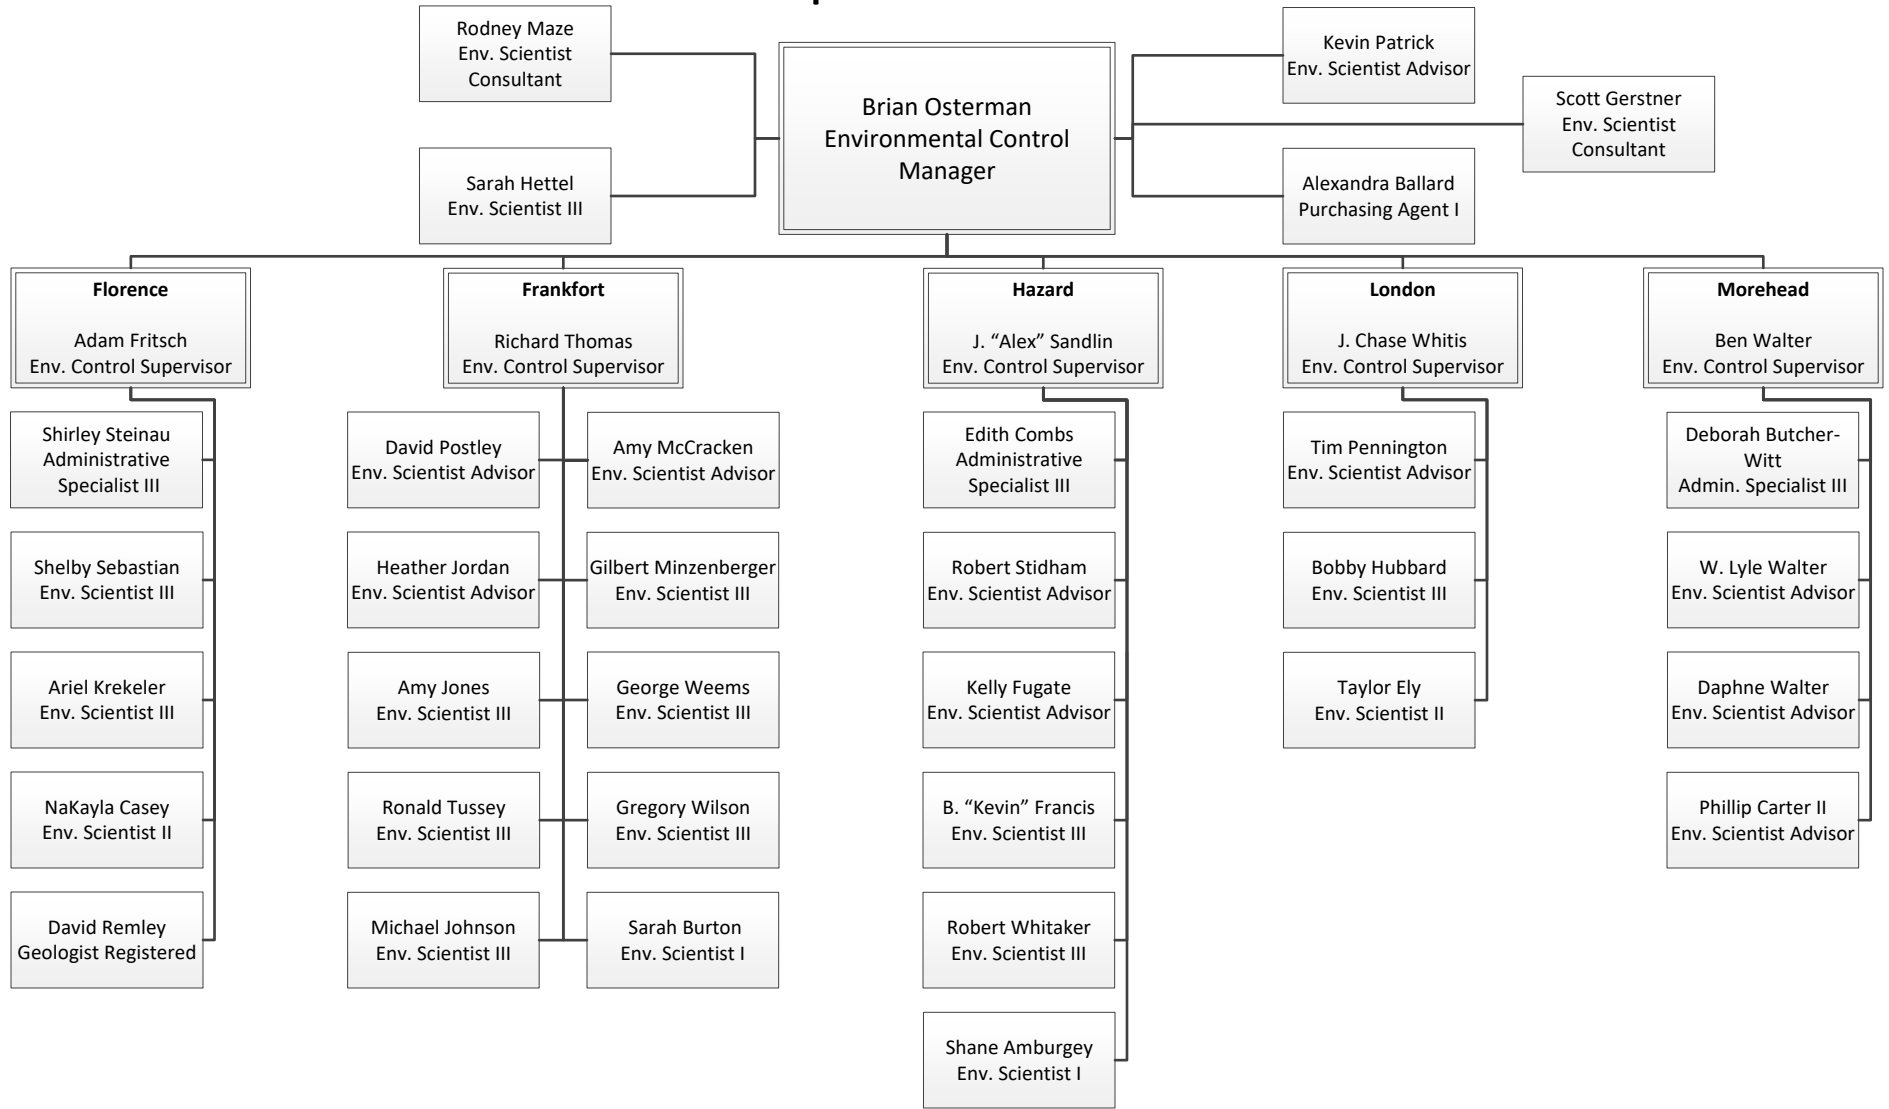 Rodney Maze
Env. Scientist
Consultant
Sarah Hettel
Env. Scientist III
Brian Osterman
Environmental Control
Manager
Kevin Patrick
Env. Scientist Advisor
Scott Gerstner
Env. Scientist
Consultant
Alexandra Ballard
Purchasing Agent I
Florence
Adam Fritsch
Env. Control Supervisor
Shirley Steinau
Administrative
Specialist III
Shelby Sebastian
Env. Scientist III
Ariel Krekeler
Env. Scientist III
NaKayla Casey
Env. Scientist II
David Remley
Geologist Registered
Frankfort
Richard Thomas
Env. Control Supervisor
David Postley
Env. Scientist Advisor
Amy McCracken
Env. Scientist Advisor
Heather Jordan
Env. Scientist Advisor
Gilbert Minzenberger
Env. Scientist III
Amy Jones
Env. Scientist III
George Weems
Env. Scientist III
Ronald Tussey
Env. Scientist III
Gregory Wilson
Env. Scientist III
Michael Johnson
Env. Scientist III
Sarah Burton
Env. Scientist I
Hazard
J. “Alex” Sandlin
Env. Control Supervisor
Edith Combs
Administrative
Specialist III
Robert Stidham
Env. Scientist Advisor
Kelly Fugate
Env. Scientist Advisor
B. “Kevin” Francis
Env. Scientist III
Robert Whitaker
Env. Scientist III
Shane Amburgey
Env. Scientist I
London
J. Chase Whitis
Env. Control Supervisor
Tim Pennington
Env. Scientist Advisor
Bobby Hubbard
Env. Scientist III
Taylor Ely
Env. Scientist II
Morehead
Ben Walter
Env. Control Supervisor
Deborah Butcher-
Witt
Admin. Specialist III
W. Lyle Walter
Env. Scientist Advisor
Daphne Walter
Env. Scientist Advisor
Phillip Carter II
Env. Scientist Advisor